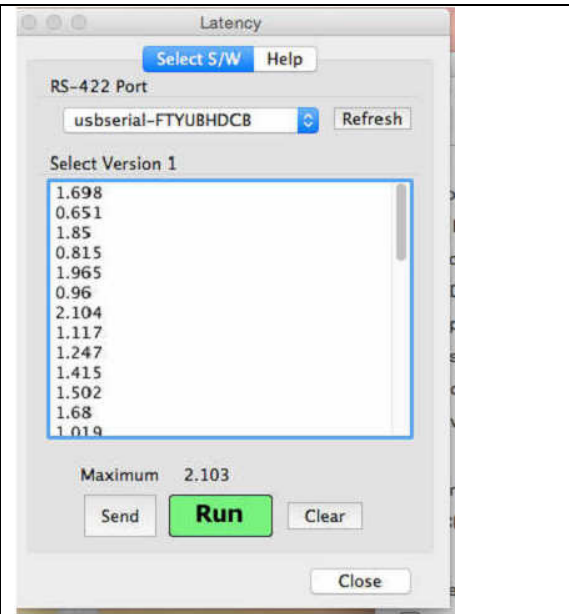 Latency
Select S/W Help
RS-422 Port
usbserial-FTYUBHDCB Refresh
Select Version 1
1.698
0.651
1.85
0.815
1.965
0.96
2.104
1.117
1.247
1.415
1.502
1.68
1.019
Maximum 2.103
Send Run Clear
Close